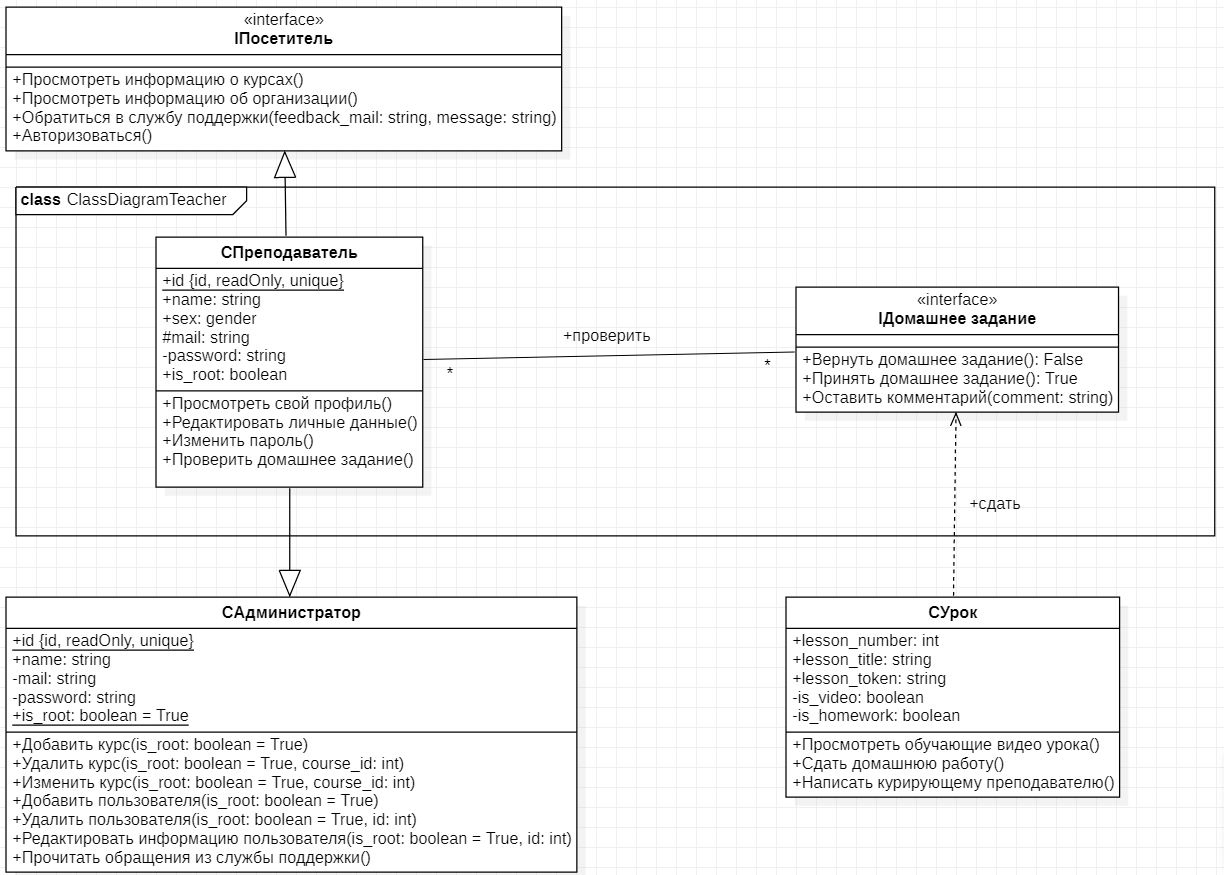 «interface»
IПосетитель
+Просмотреть информацию о курсах()
+Просмотреть информацию об организации()
+Обратиться в службу поддержки(feedback_mail: string, message: string)
+Авторизоваться()
class ClassDiagramTeacher
СПреподаватель
+id {id, readOnly, unique}
+name: string
+sex: gender
#mail: string
-password: string
+is_root: boolean
+Просмотреть свой профиль()
+Редактировать личные данные()
+Изменить пароль()
+Проверить домашнее задание()
+проверить
*
*
«interface»
IДомашнее задание
+Вернуть домашнее задание(): False
+Принять домашнее задание(): True
+Оставить комментарий(comment: string)
+сдать
САдминистратор
+id {id, readOnly, unique}
+name: string
-mail: string
-password: string
+is_root: boolean = True
+Добавить курс(is_root: boolean = True)
+Удалить курс(is_root: boolean = True, course_id: int)
+Изменить курс(is_root: boolean = True, course_id: int)
+Добавить пользователя(is_root: boolean = True)
+Удалить пользователя(is_root: boolean = True, id: int)
+Редактировать информацию пользователя(is_root: boolean = True, id: int)
+Прочитать обращения из службы поддержки()
СУрок
+lesson_number: int
+lesson_title: string
+lesson_token: string
-is_video: boolean
-is_homework: boolean
+Просмотреть обучающие видео урока()
+Сдать домашнюю работу()
+Написать курирующему преподавателю()